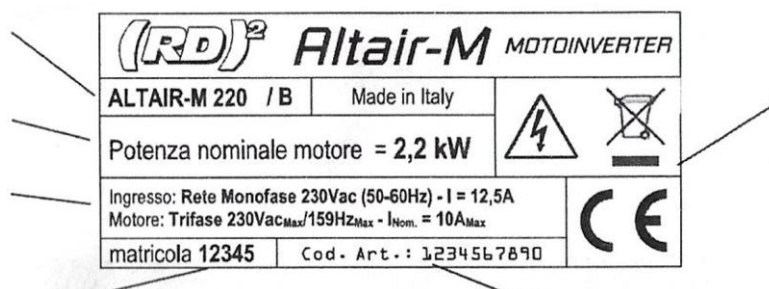 (RD)² Altair-M MOTOINVERTER
ALTAIR-M 220 / B Made in Italy
Potenza nominale motore = 2,2 kW
Ingresso: Rete Monofase 230Vac (50-60Hz) - I = 12,5A
Motore: Trifase 230VacMax/159HzMax - INom. = 10AMax
CE
matricola 12345 Cod. Art.: 1234567890